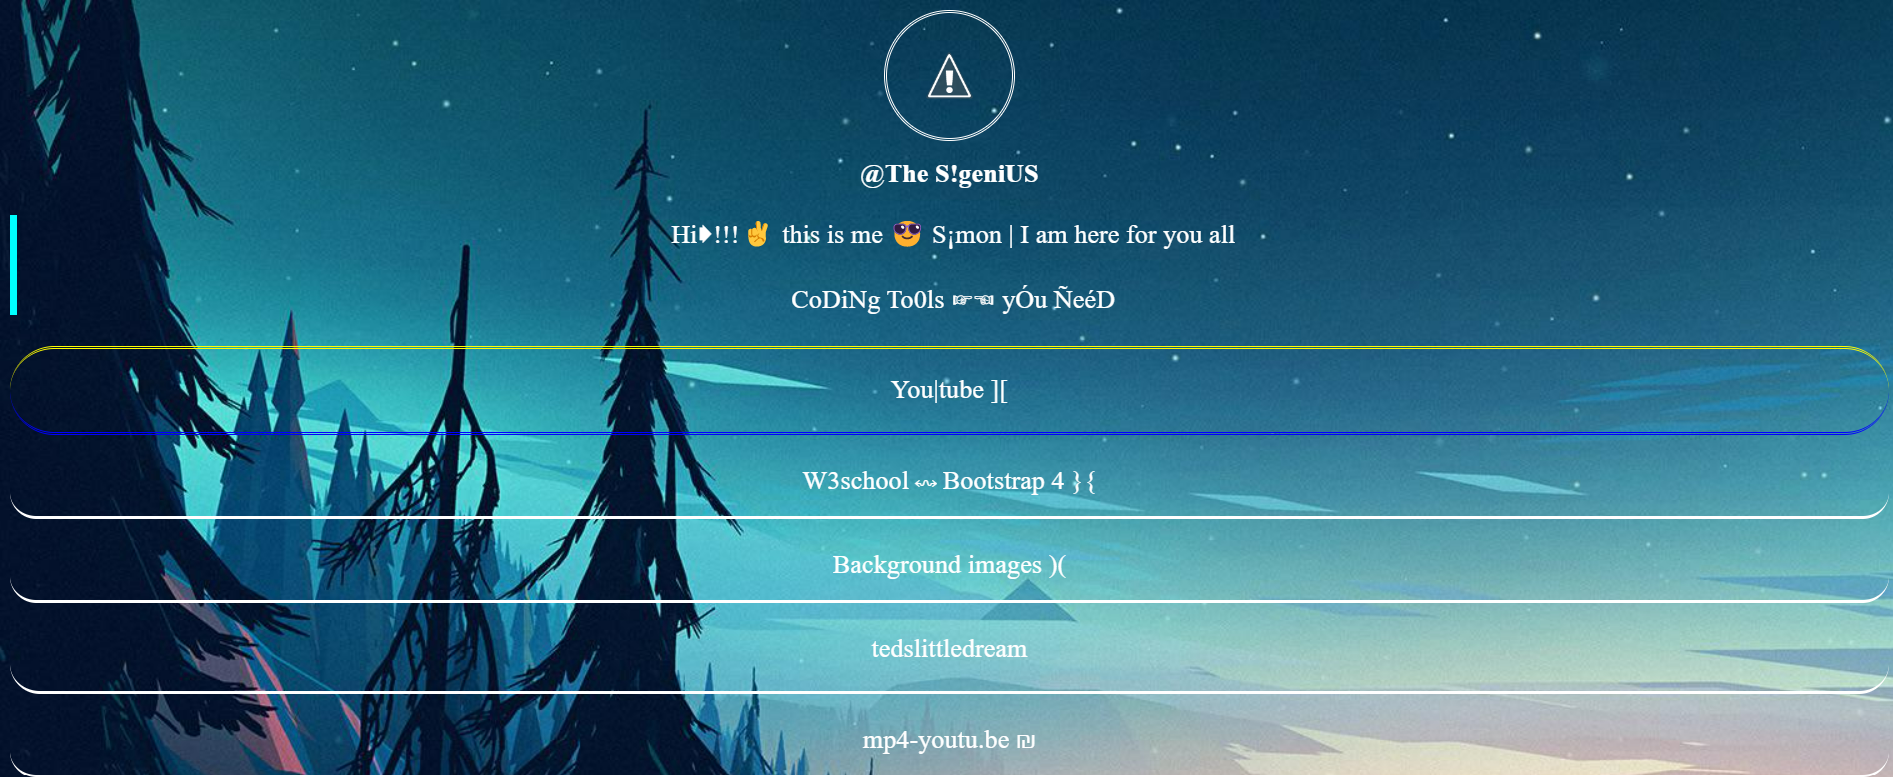 @The S!geniUS
Hi➧!!! ✌ this is me 😎 S¡mon | I am here for you all
CoDiNg To0ls ☞☜ yÓu ÑeéD
You|tube ][
W3school ↭ Bootstrap 4 }{
Background images )(
tedslittledream
mp4-youtu.be ₪